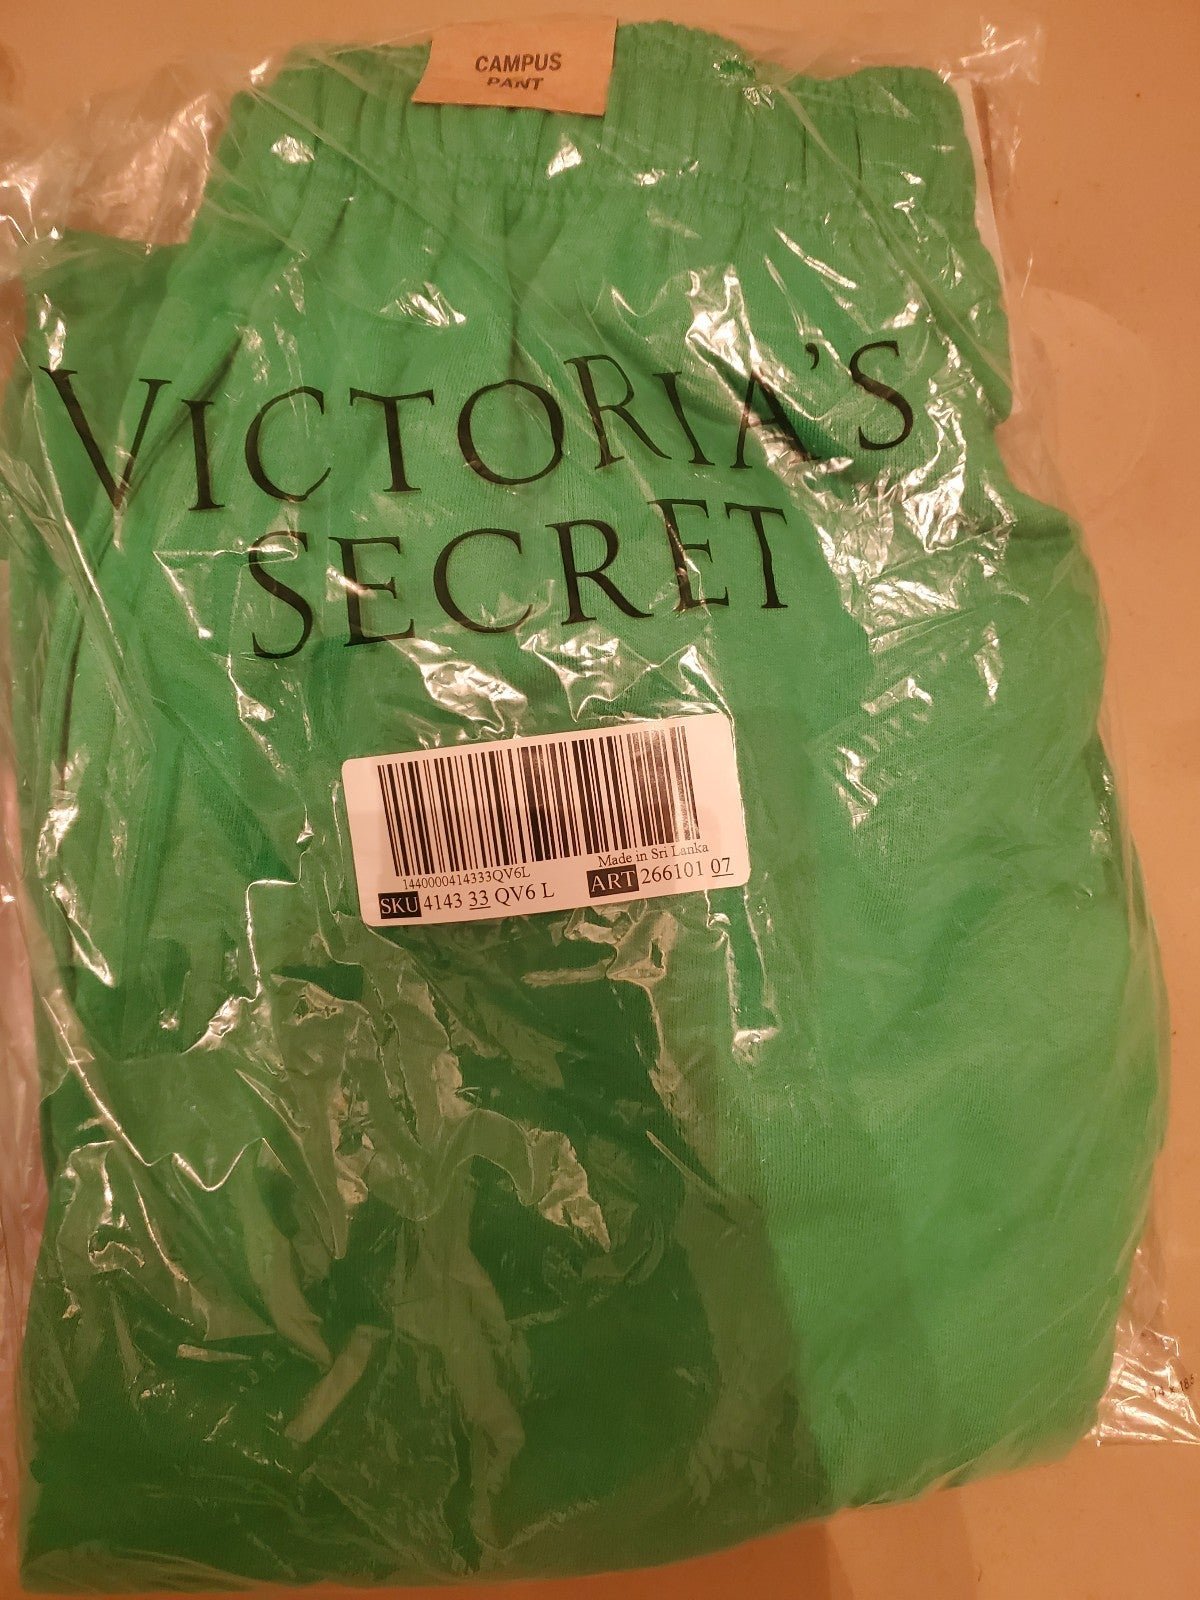 CAMPUS
PANT
VICTORIA'S
SECRET
Made in Sri Lanka
1440000414333QV6L
SKU 4143 33 QV6 L ART 266101 07